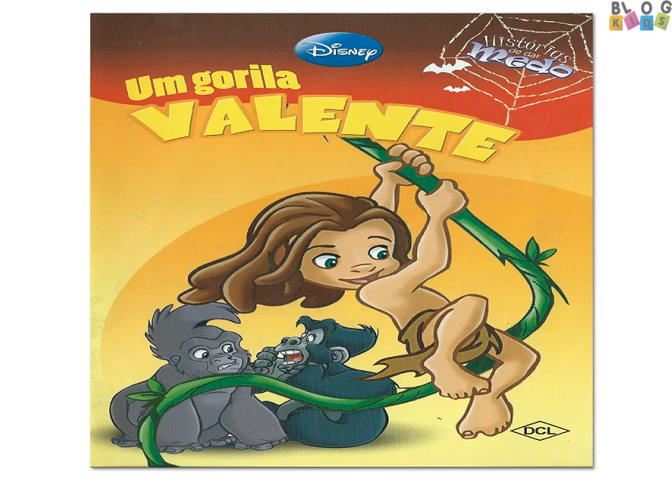 BLOG
KIDS
Disney
Histórias
de dar
Medo
Um gorila
VALENTE
DCL